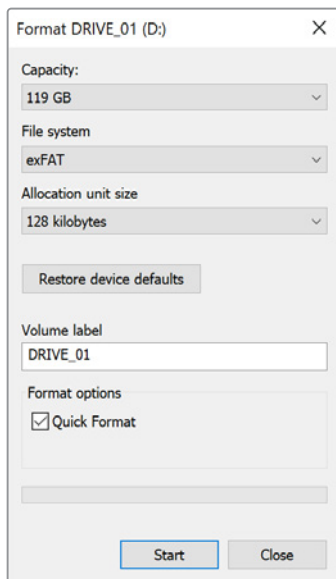 Format DRIVE_01 (D:)
Capacity:
119 GB
File system
exFAT
Allocation unit size
128 kilobytes
Restore device defaults
Volume label
DRIVE_01
Format options
Quick Format
Start Close